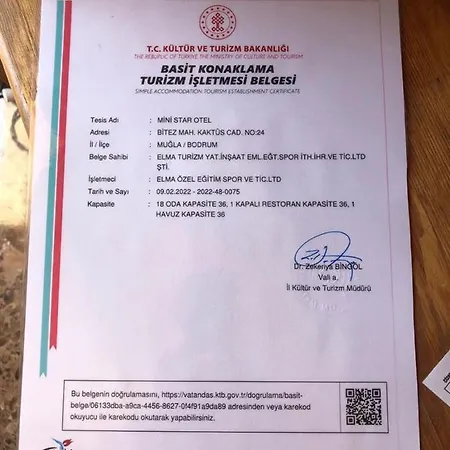 T.C. KÜLTÜR VE TURİZM BAKANLIĞI
THE REPUBLIC OF TÜRKİYE THE MINISTRY OF CULTURE AND TOURISM
BASİT KONAKLAMA
TURİZM İŞLETMESİ BELGESİ
SIMPLE ACCOMMODATION TOURISM ESTABLISHMENT CERTIFICATE
Tesis Adı : MİNİ STAR OTEL
Adresi : BİTEZ MAH. KAKTÜS CAD. NO:24
İl / İlçe : MUĞLA / BODRUM
Belge Sahibi : ELMA TURİZM YAT.İNŞAAT EML.EĞT.SPOR İTH.İHR.VE TİC.LTD
ŞTİ.
İşletmeci : ELMA ÖZEL EĞİTİM SPOR VE TİC.LTD
Tarih ve Sayı : 09.02.2022 - 2022-48-0075
Kapasite : 18 ODA KAPASİTE 36, 1 KAPALI RESTORAN KAPASİTE 36, 1
HAVUZ KAPASİTE 36
Dr. Zekeriya BİNGÖL
Vali a.
İl Kültür ve Turizm Müdürü
Bu belgenin doğrulamasını, https://vatandas.ktb.gov.tr/dogrulama/basit-
belge/06133dba-a9ca-4456-8627-0f4f91a9da89 adresinden veya karekod
okuyucu ile karekodu okutarak yapabilirsiniz.